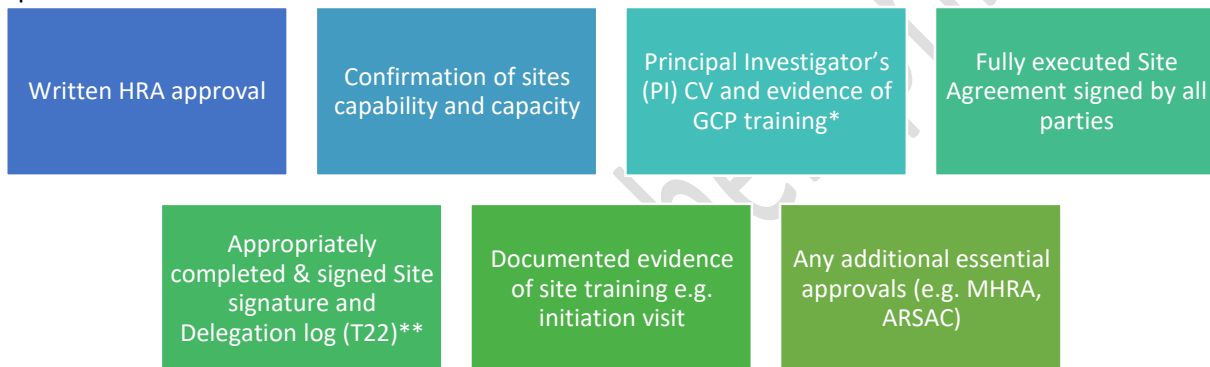 Written HRA approval
Confirmation of sites
capability and capacity
Principal Investigator's
(PI) CV and evidence of
GCP training*
Fully executed Site
Agreement signed by all
parties
Appropriately
completed & signed Site
signature and
Delegation log (T22)**
Documented evidence
of site training e.g.
initiation visit
Any additional essential
approvals (e.g. MHRA,
ARSAC)